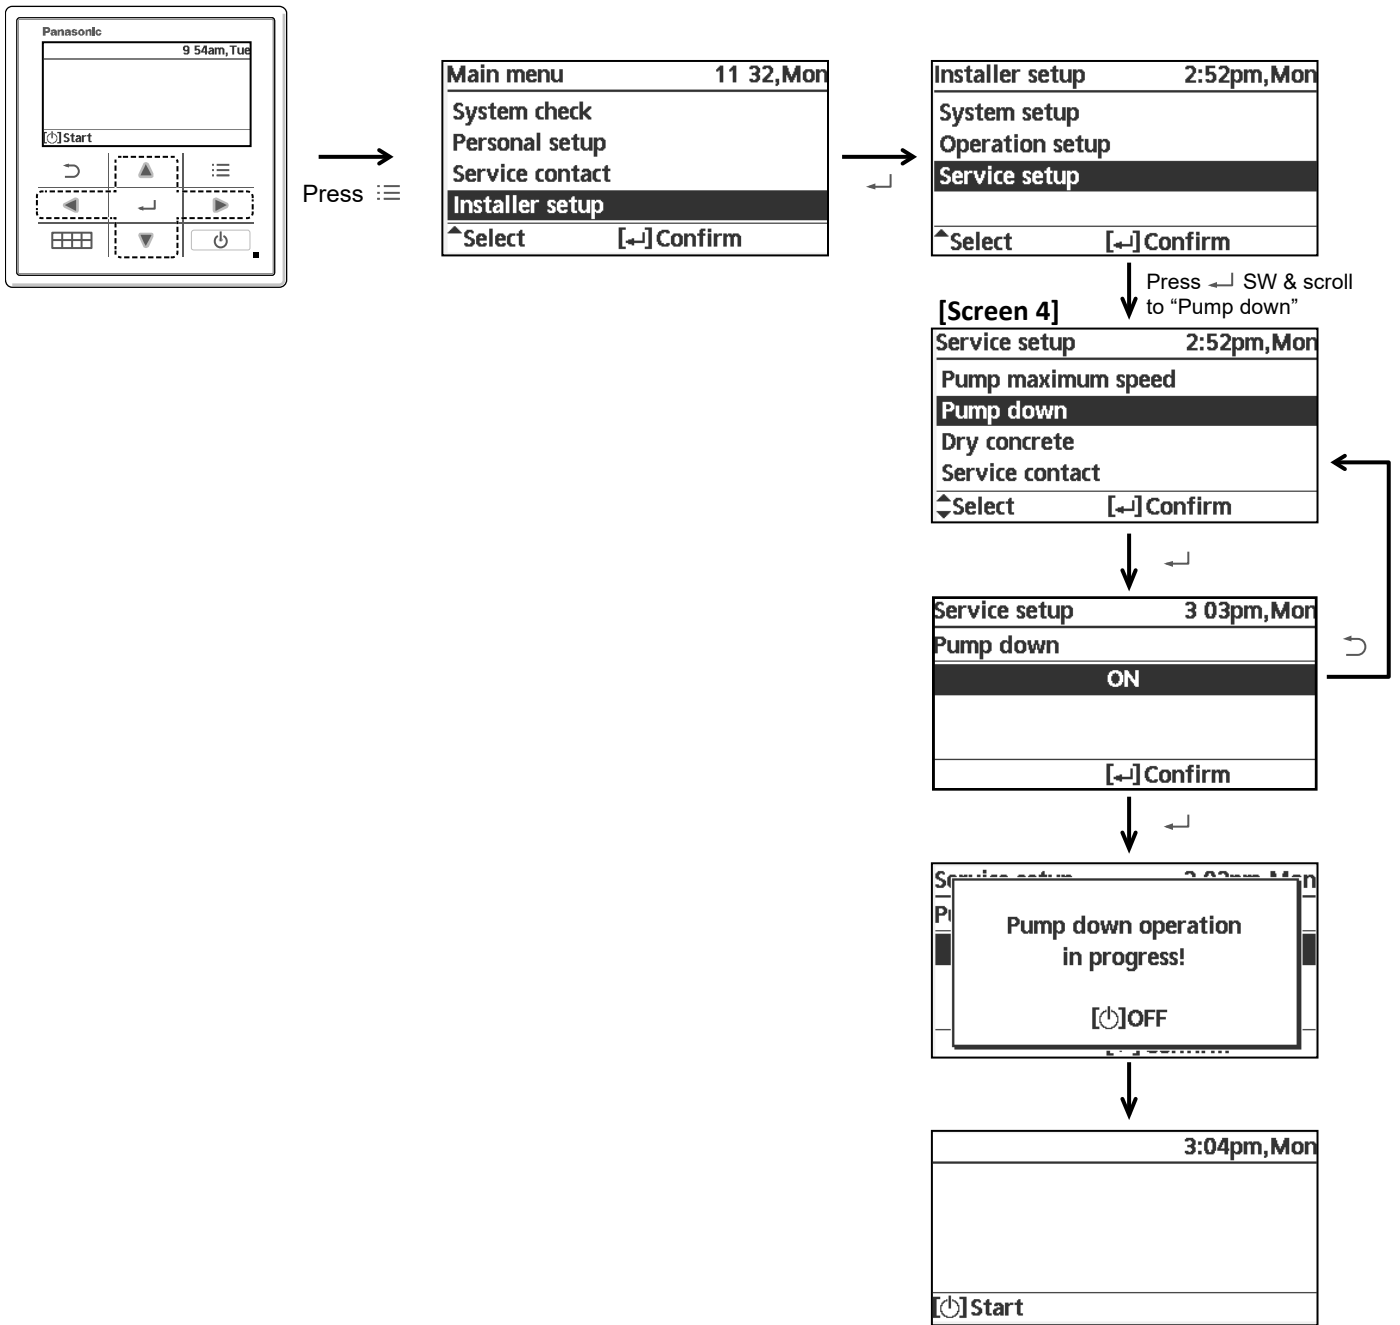 Panasonic
9 54am,Tue
[⏻]Start
Press
Main menu 11 32,Mon
System check
Personal setup
Service contact
Installer setup
Select [↵]Confirm
Installer setup 2:52pm,Mon
System setup
Operation setup
Service setup
Select [↵]Confirm
Press ↵ SW & scroll
to “Pump down”
[Screen 4]
Service setup 2:52pm,Mon
Pump maximum speed
Pump down
Dry concrete
Service contact
Select [↵]Confirm
Service setup 3 03pm,Mon
Pump down
ON
[↵]Confirm
Pump down operation
in progress!
[⏻]OFF
3:04pm,Mon
[⏻]Start